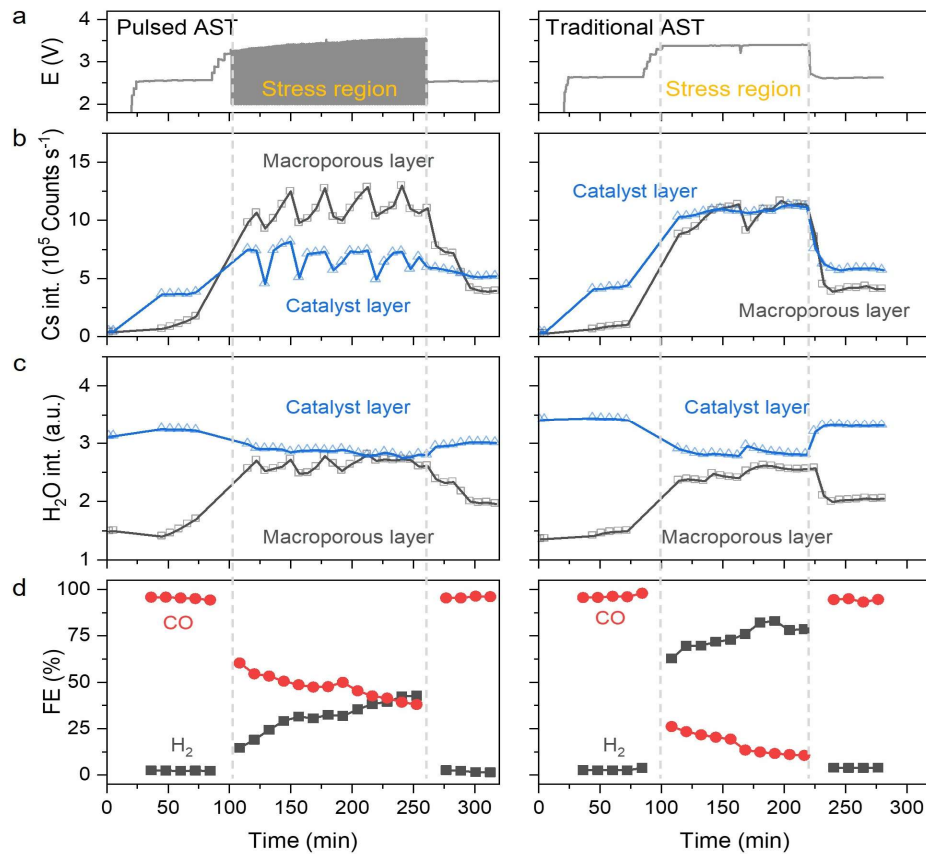 a
Pulsed AST
Traditional AST
E (V)
4
3
2
Stress region
Stress region
b
Cs int. (10⁵ Counts s⁻¹)
15
10
5
0
Macroporous layer
Catalyst layer
Catalyst layer
Macroporous layer
c
H₂O int. (a.u.)
4
3
2
1
Catalyst layer
Macroporous layer
Catalyst layer
Macroporous layer
d
FE (%)
100
75
50
25
0
CO
H₂
CO
H₂
0 50 100 150 200 250 300
0 50 100 150 200 250 300
Time (min)
Time (min)